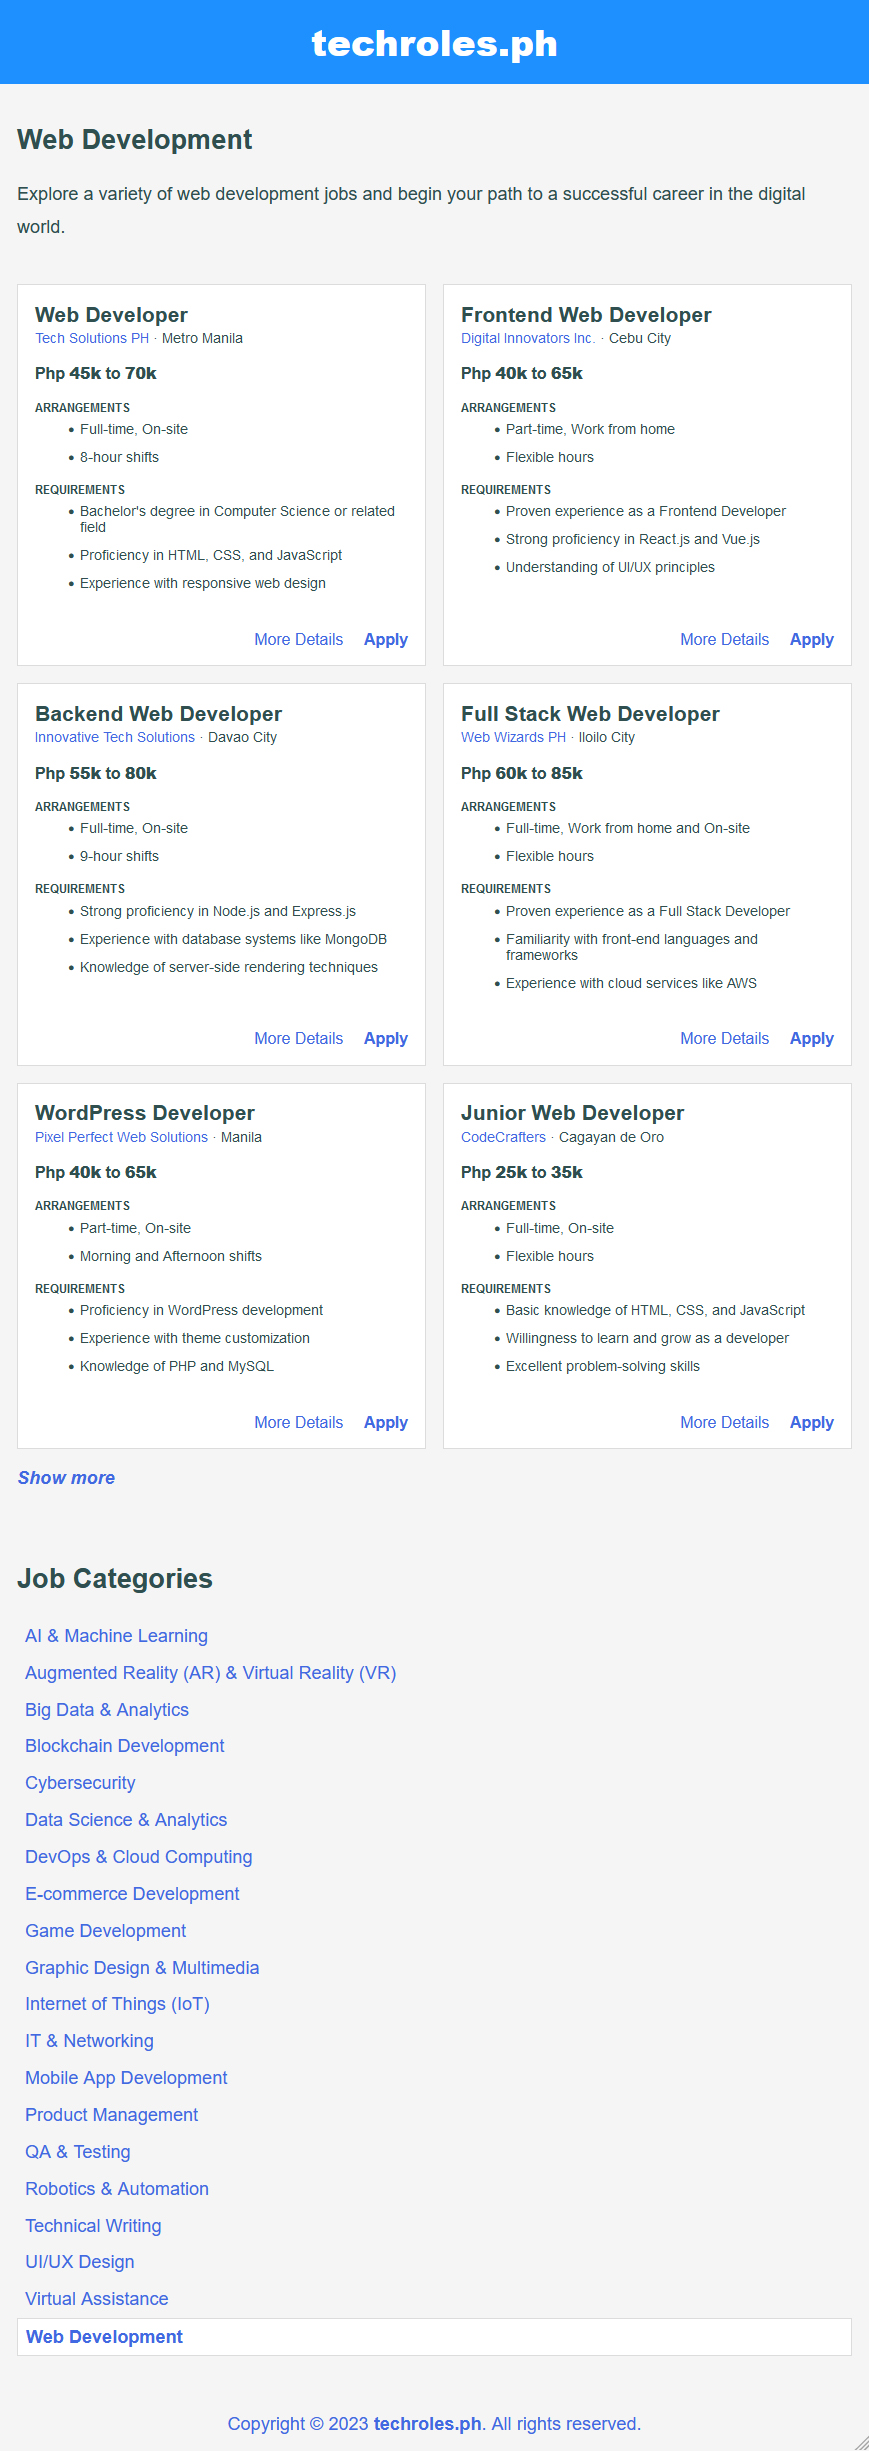 techroles.ph
Web Development
Explore a variety of web development jobs and begin your path to a successful career in the digital
world.
Web Developer
Tech Solutions PH · Metro Manila
Php 45k to 70k
ARRANGEMENTS
• Full-time, On-site
• 8-hour shifts
REQUIREMENTS
• Bachelor's degree in Computer Science or related
field
• Proficiency in HTML, CSS, and JavaScript
• Experience with responsive web design
More Details Apply
Frontend Web Developer
Digital Innovators Inc. · Cebu City
Php 40k to 65k
ARRANGEMENTS
• Part-time, Work from home
• Flexible hours
REQUIREMENTS
• Proven experience as a Frontend Developer
• Strong proficiency in React.js and Vue.js
• Understanding of UI/UX principles
More Details Apply
Backend Web Developer
Innovative Tech Solutions · Davao City
Php 55k to 80k
ARRANGEMENTS
• Full-time, On-site
• 9-hour shifts
REQUIREMENTS
• Strong proficiency in Node.js and Express.js
• Experience with database systems like MongoDB
• Knowledge of server-side rendering techniques
More Details Apply
Full Stack Web Developer
Web Wizards PH · Iloilo City
Php 60k to 85k
ARRANGEMENTS
• Full-time, Work from home and On-site
• Flexible hours
REQUIREMENTS
• Proven experience as a Full Stack Developer
• Familiarity with front-end languages and
frameworks
• Experience with cloud services like AWS
More Details Apply
WordPress Developer
Pixel Perfect Web Solutions · Manila
Php 40k to 65k
ARRANGEMENTS
• Part-time, On-site
• Morning and Afternoon shifts
REQUIREMENTS
• Proficiency in WordPress development
• Experience with theme customization
• Knowledge of PHP and MySQL
More Details Apply
Junior Web Developer
CodeCrafters · Cagayan de Oro
Php 25k to 35k
ARRANGEMENTS
• Full-time, On-site
• Flexible hours
REQUIREMENTS
• Basic knowledge of HTML, CSS, and JavaScript
• Willingness to learn and grow as a developer
• Excellent problem-solving skills
More Details Apply
Show more
Job Categories
AI & Machine Learning
Augmented Reality (AR) & Virtual Reality (VR)
Big Data & Analytics
Blockchain Development
Cybersecurity
Data Science & Analytics
DevOps & Cloud Computing
E-commerce Development
Game Development
Graphic Design & Multimedia
Internet of Things (IoT)
IT & Networking
Mobile App Development
Product Management
QA & Testing
Robotics & Automation
Technical Writing
UI/UX Design
Virtual Assistance
Web Development
Copyright © 2023 techroles.ph. All rights reserved.